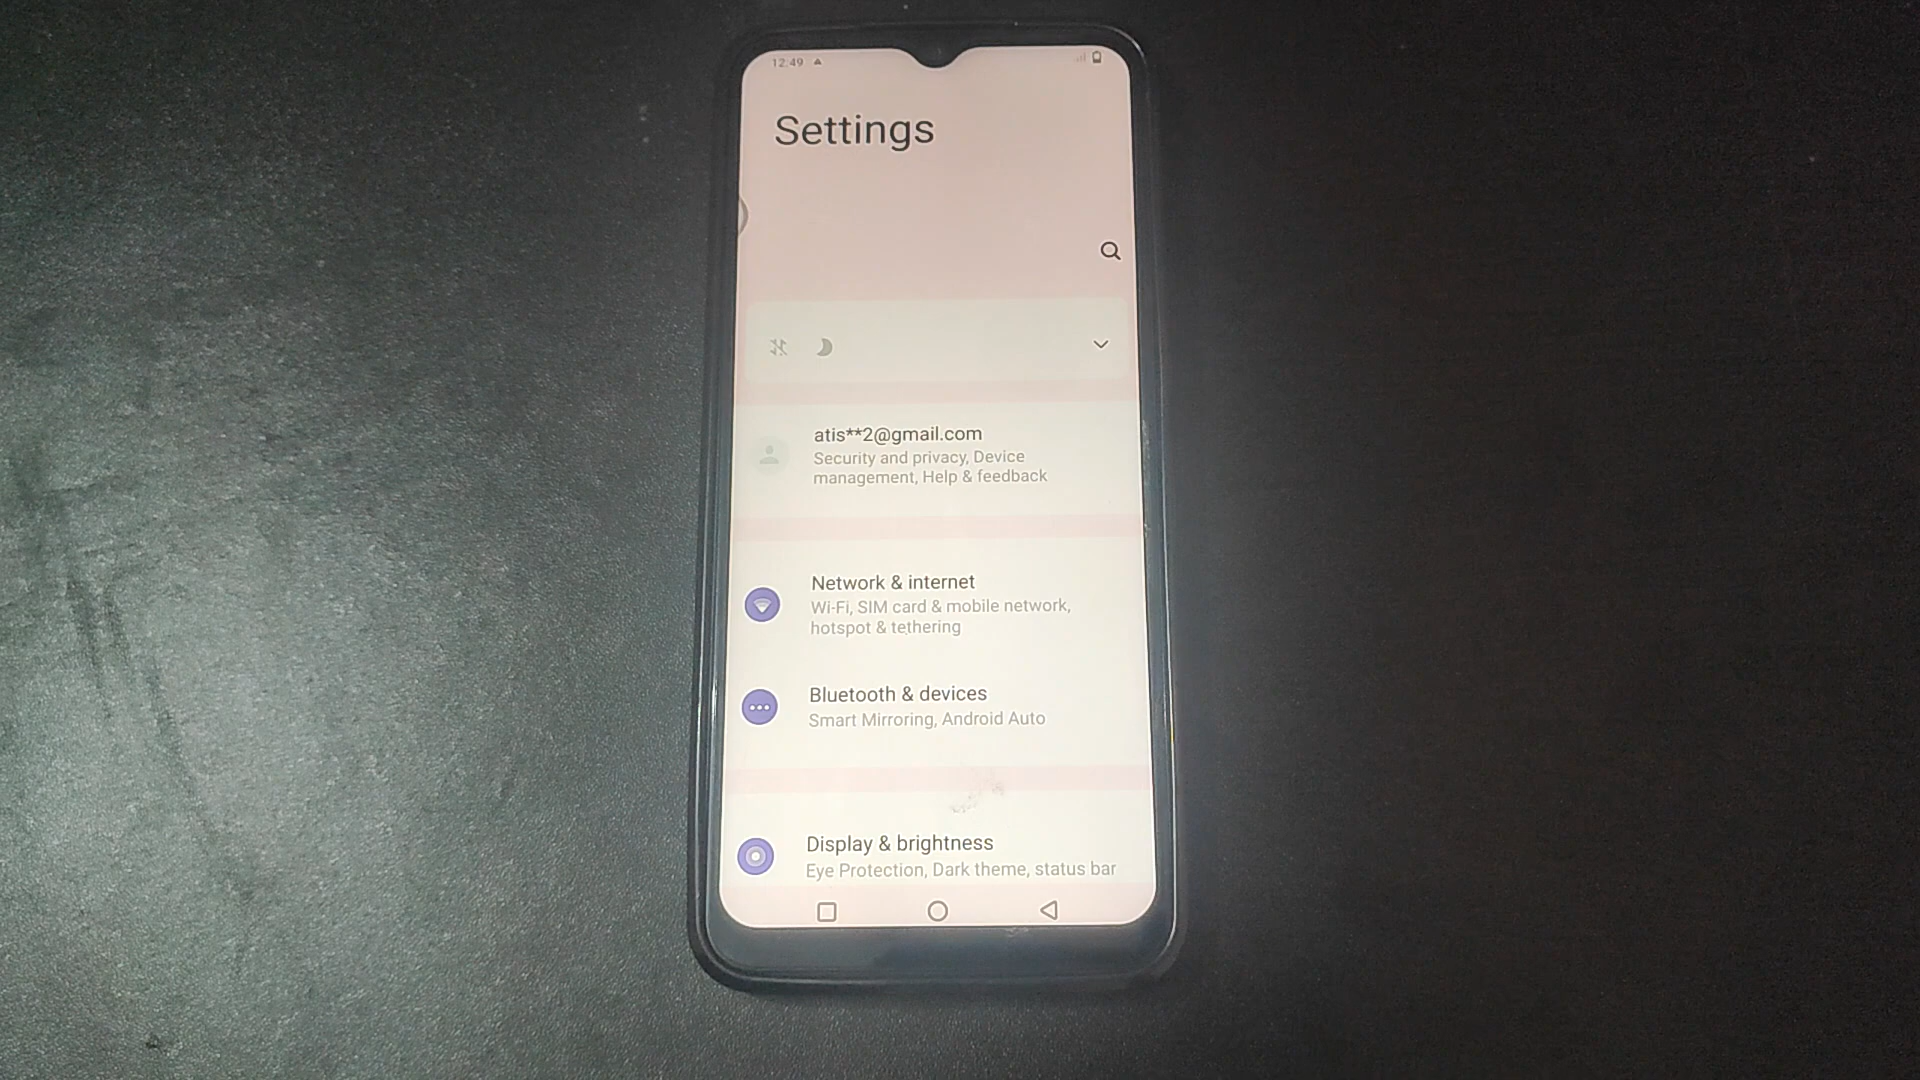 12:49
Settings
atis**2@gmail.com
Security and privacy, Device
management, Help & feedback
Network & internet
Wi-Fi, SIM card & mobile network,
hotspot & tethering
Bluetooth & devices
Smart Mirroring, Android Auto
Display & brightness
Eye Protection, Dark theme, status bar